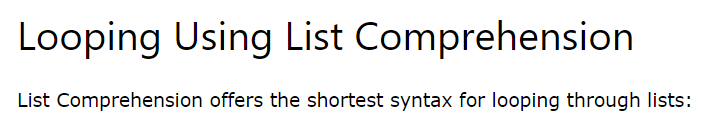 Looping Using List Comprehension
List Comprehension offers the shortest syntax for looping through lists: